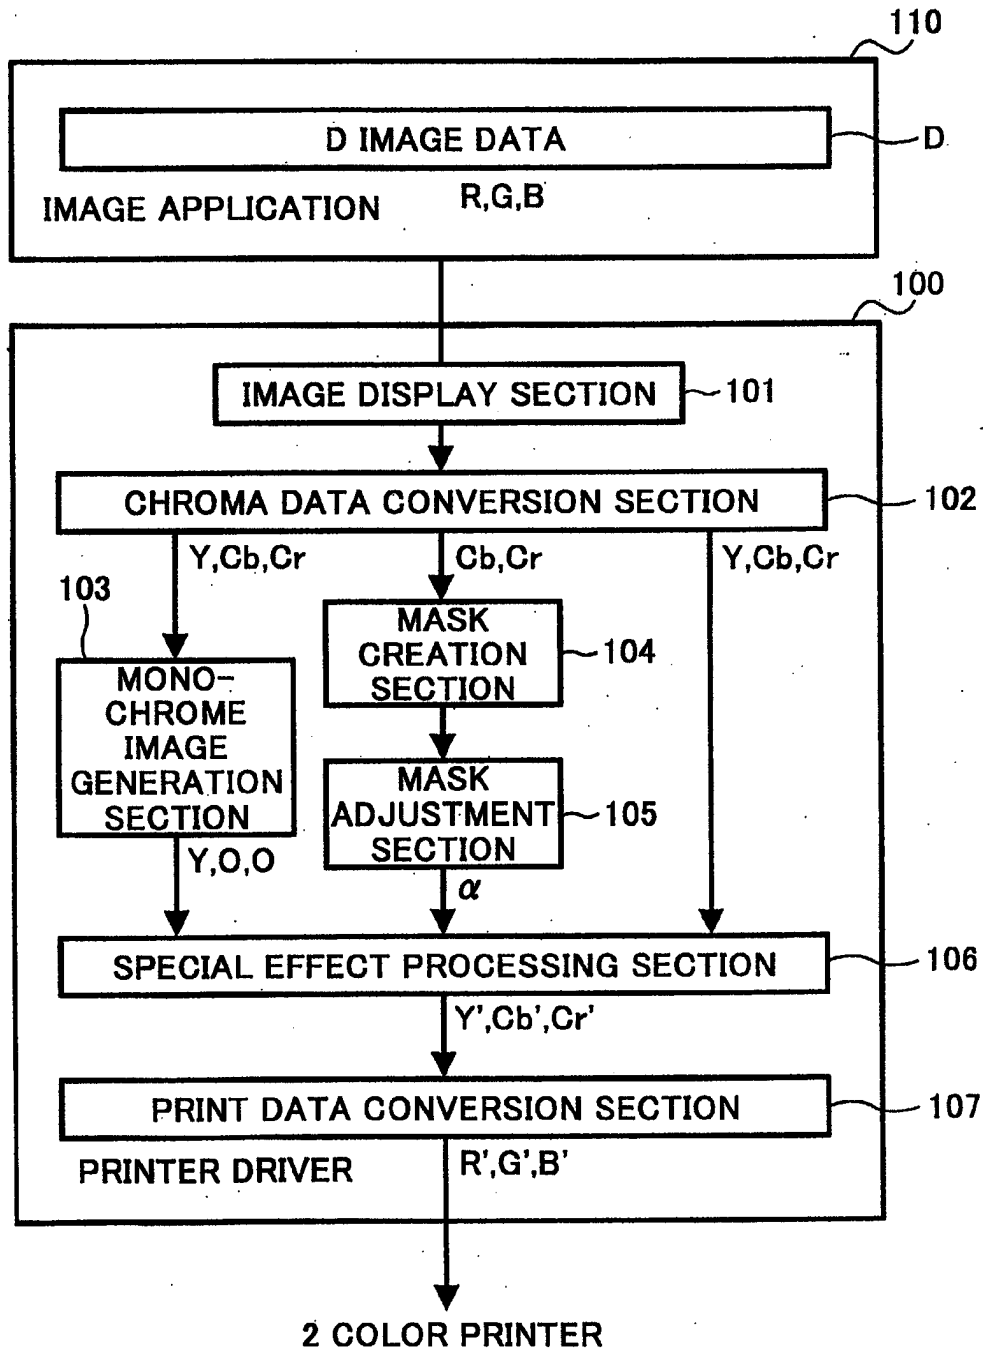 110
D IMAGE DATA
D
IMAGE APPLICATION
R,G,B
100
IMAGE DISPLAY SECTION
101
CHROMA DATA CONVERSION SECTION
102
Y,Cb,Cr
Cb,Cr
Y,Cb,Cr
103
MONO-
CHROME
IMAGE
GENERATION
SECTION
MASK
CREATION
SECTION
104
MASK
ADJUSTMENT
SECTION
105
Y,O,O
α
SPECIAL EFFECT PROCESSING SECTION
106
Y',Cb',Cr'
PRINT DATA CONVERSION SECTION
107
PRINTER DRIVER
R',G',B'
2 COLOR PRINTER